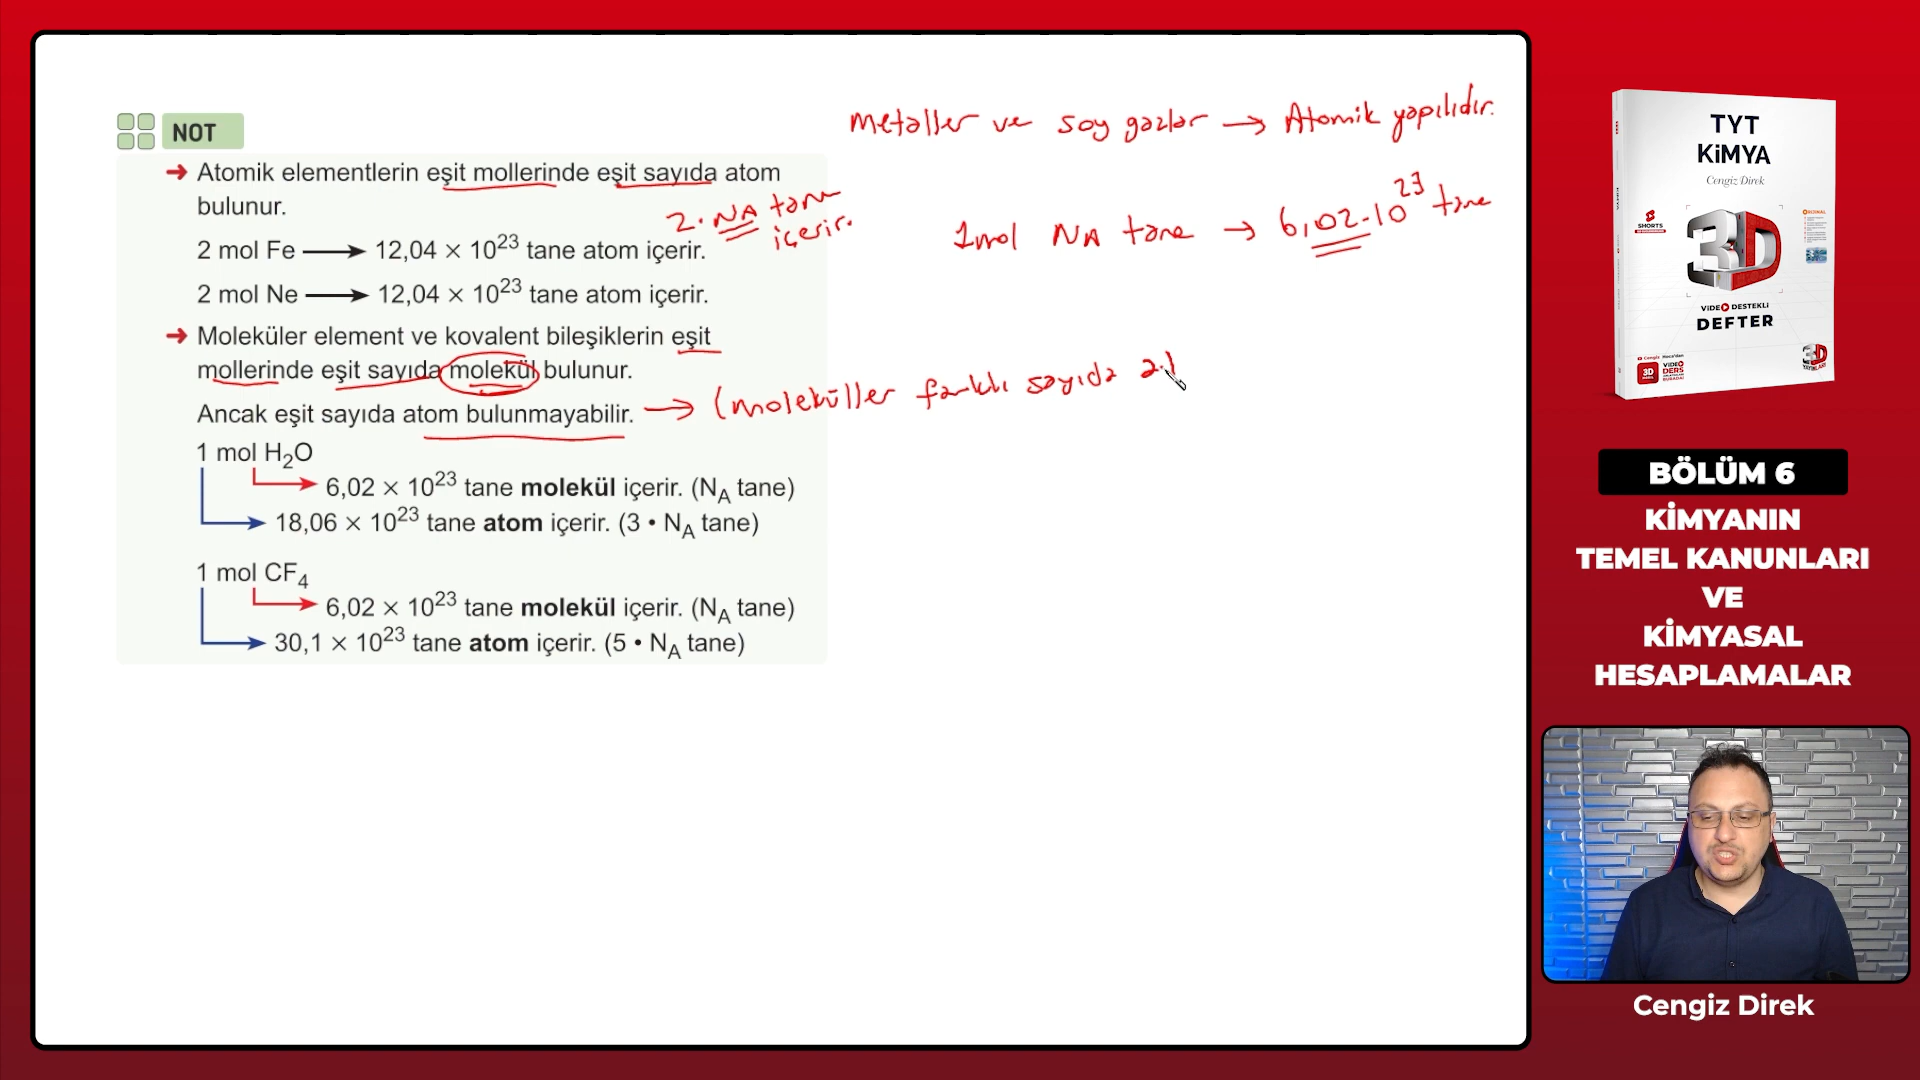 NOT
Metaller ve soy gazlar → Atomik yapılıdır.
→ Atomik elementlerin eşit mollerinde eşit sayıda atom
bulunur.
2. NA tane
içerir.
1mol NA tane → 6,02.10²³ tane
2 mol Fe → 12,04 × 10²³ tane atom içerir.
2 mol Ne → 12,04 × 10²³ tane atom içerir.
→ Moleküler element ve kovalent bileşiklerin eşit
mollerinde eşit sayıda molekül bulunur.
Ancak eşit sayıda atom bulunmayabilir. → (moleküller farklı sayıda
1 mol H₂O
6,02 × 10²³ tane molekül içerir. (N_A tane)
18,06 × 10²³ tane atom içerir. (3 • N_A tane)
1 mol CF₄
6,02 × 10²³ tane molekül içerir. (N_A tane)
30,1 × 10²³ tane atom içerir. (5 • N_A tane)
TYT
KİMYA
Cengiz Direk
SHORTS
3D
VİDEO DESTEKLİ
DEFTER
BÖLÜM 6
KİMYANIN
TEMEL KANUNLARI
VE
KİMYASAL
HESAPLAMALAR
Cengiz Direk